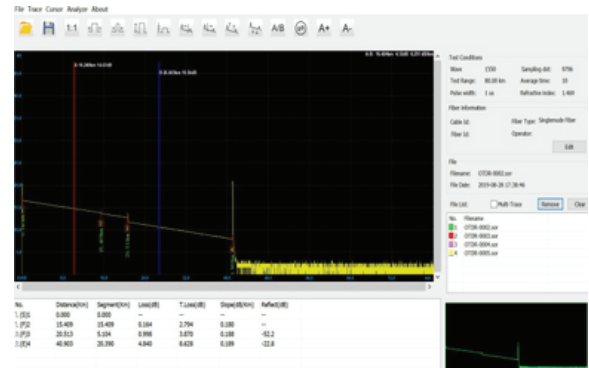 File Trace Cursor Analyze About
1:1
A/B
A+
A-
Test Conditions
Wave 1550 Sampling dot: 9796
Test Range: 80.00 km Average time: 10
Pulse width: 1 us Refractive index: 1.469
Fiber Information
Cable Id: Fiber Type: Singlemode Fiber
Fiber Id: Operator:
Edit
File
Filename: OTDR-0002.sor
File Date: 2019-08-28 17:38:46
File List: Multi-Trace Remove Clear
No. Filename
1 OTDR-0002.sor
2 OTDR-0003.sor
3 OTDR-0004.sor
4 OTDR-0005.sor
No. Distance(Km) Segment(Km) Loss(dB) T.Loss(dB) Slope(dB/Km) Reflect(dB)
(S)1 0.000 0.000 -- -- -- --
(F)2 15.409 15.409 0.164 2.794 0.180 --
(F)3 20.513 5.104 0.998 3.870 0.188 -52.2
(E)4 40.903 20.390 4.840 8.628 0.189 -22.8